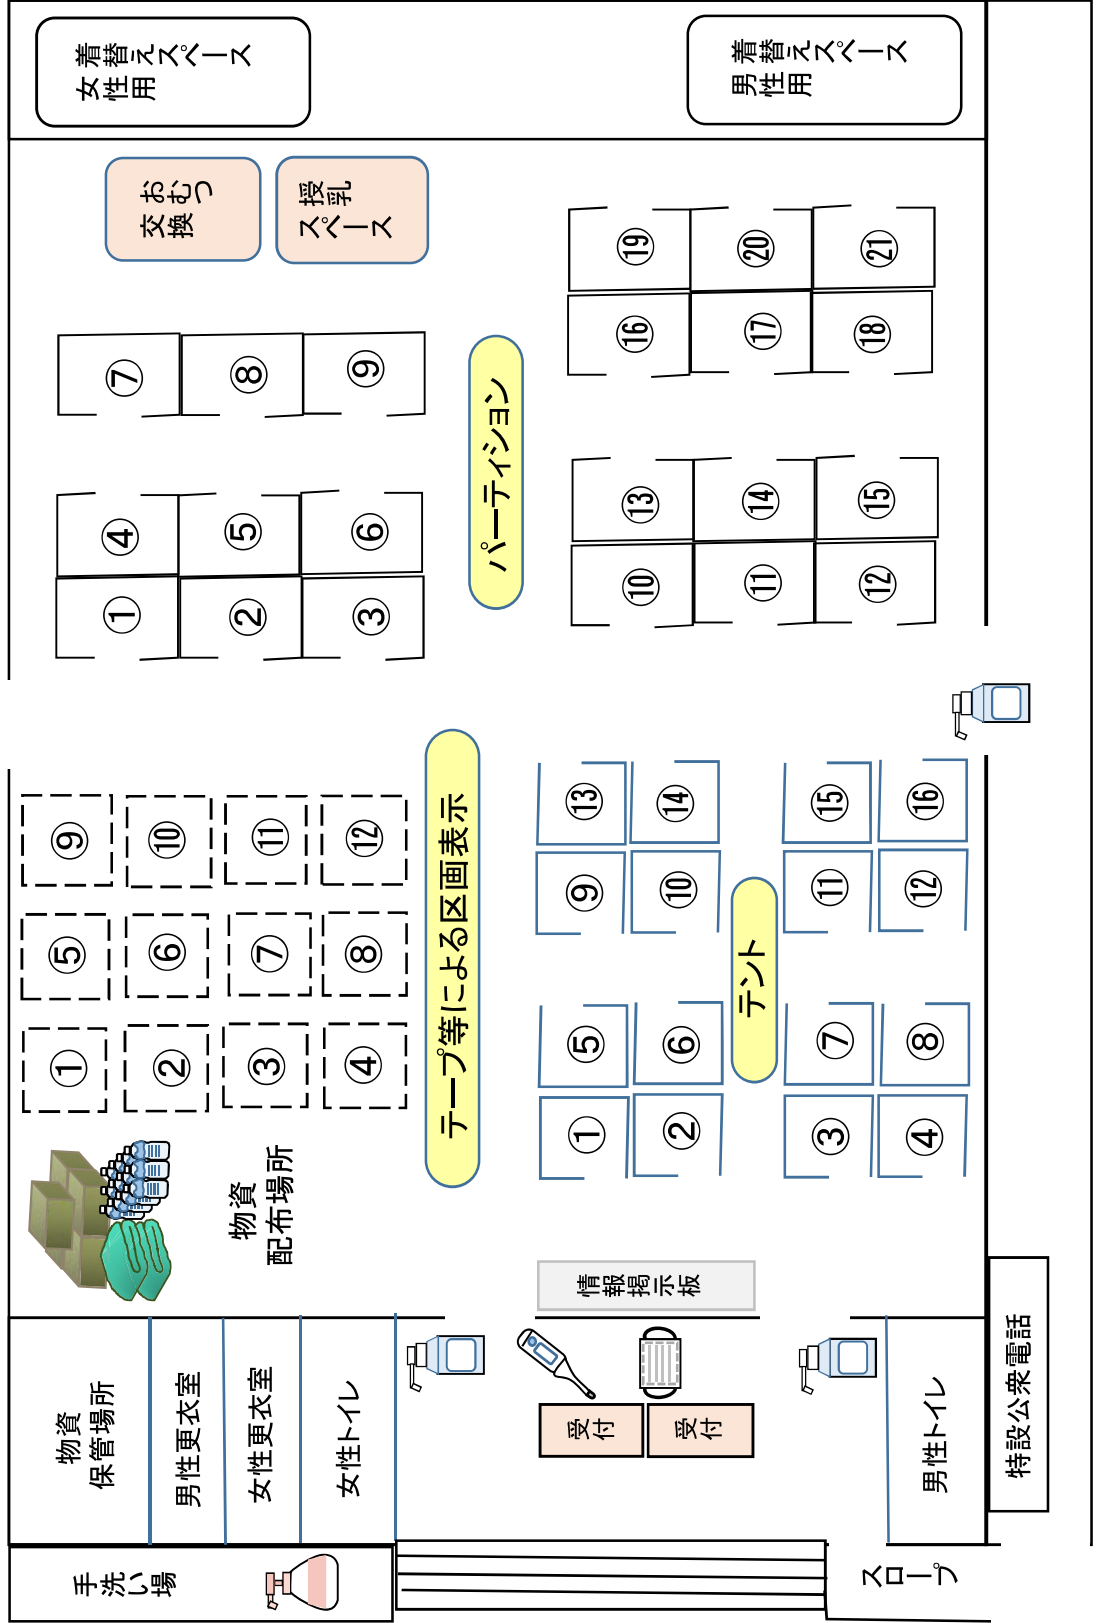 着替えスペース
女性用
着替えスペース
男性用
おむつ
交換
授乳
スペース
⑦
⑧
⑨
④
⑤
⑥
①
②
③
パーティション
⑲
⑳
㉑
⑯
⑰
⑱
⑬
⑭
⑮
⑩
⑪
⑫
⑨
⑩
⑪
⑫
⑤
⑥
⑦
⑧
①
②
③
④
テープ等による区画表示
⑬
⑭
⑮
⑯
⑨
⑩
⑪
⑫
テント
⑤
⑥
⑦
⑧
①
②
③
④
物資
配布場所
情報掲示板
物資
保管場所
男性更衣室
女性更衣室
女性トイレ
受付
受付
男性トイレ
特設公衆電話
手洗い場
スロープ